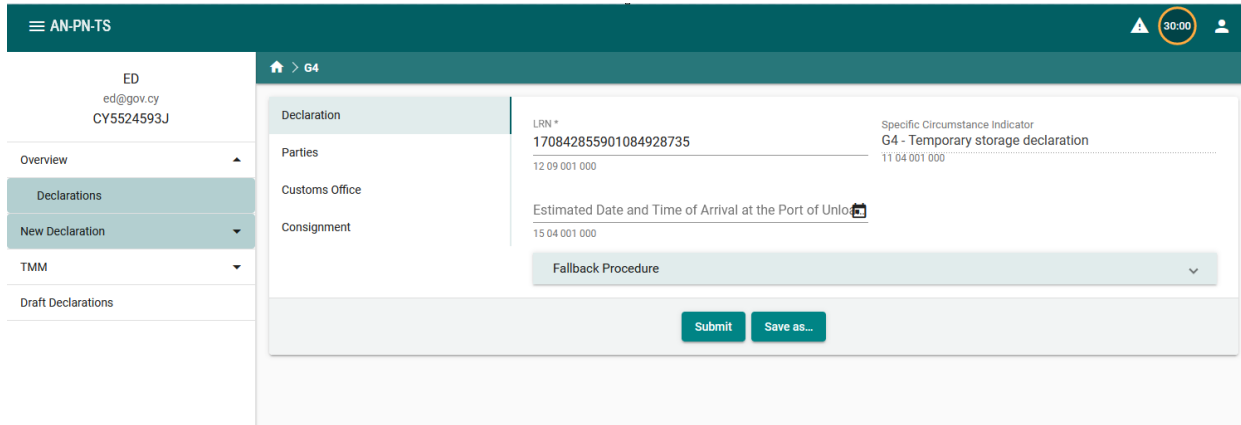 AN-PN-TS
30:00
ED
ed@gov.cy
CY5524593J
Overview
Declarations
New Declaration
TMM
Draft Declarations
> G4
Declaration
Parties
Customs Office
Consignment
LRN *
170842855901084928735
12 09 001 000
Specific Circumstance Indicator
G4 - Temporary storage declaration
11 04 001 000
Estimated Date and Time of Arrival at the Port of Unloa...
15 04 001 000
Fallback Procedure
Submit
Save as...